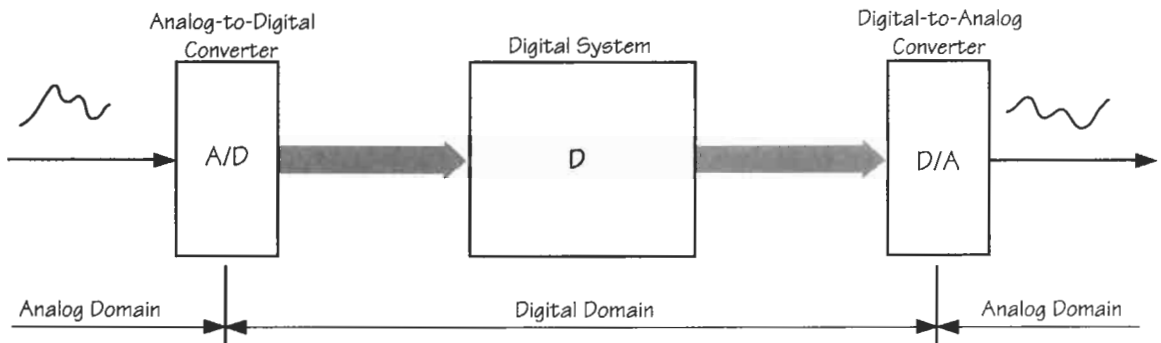 Analog-to-Digital
Converter
Digital System
Digital-to-Analog
Converter
A/D
D
D/A
Analog Domain
Digital Domain
Analog Domain